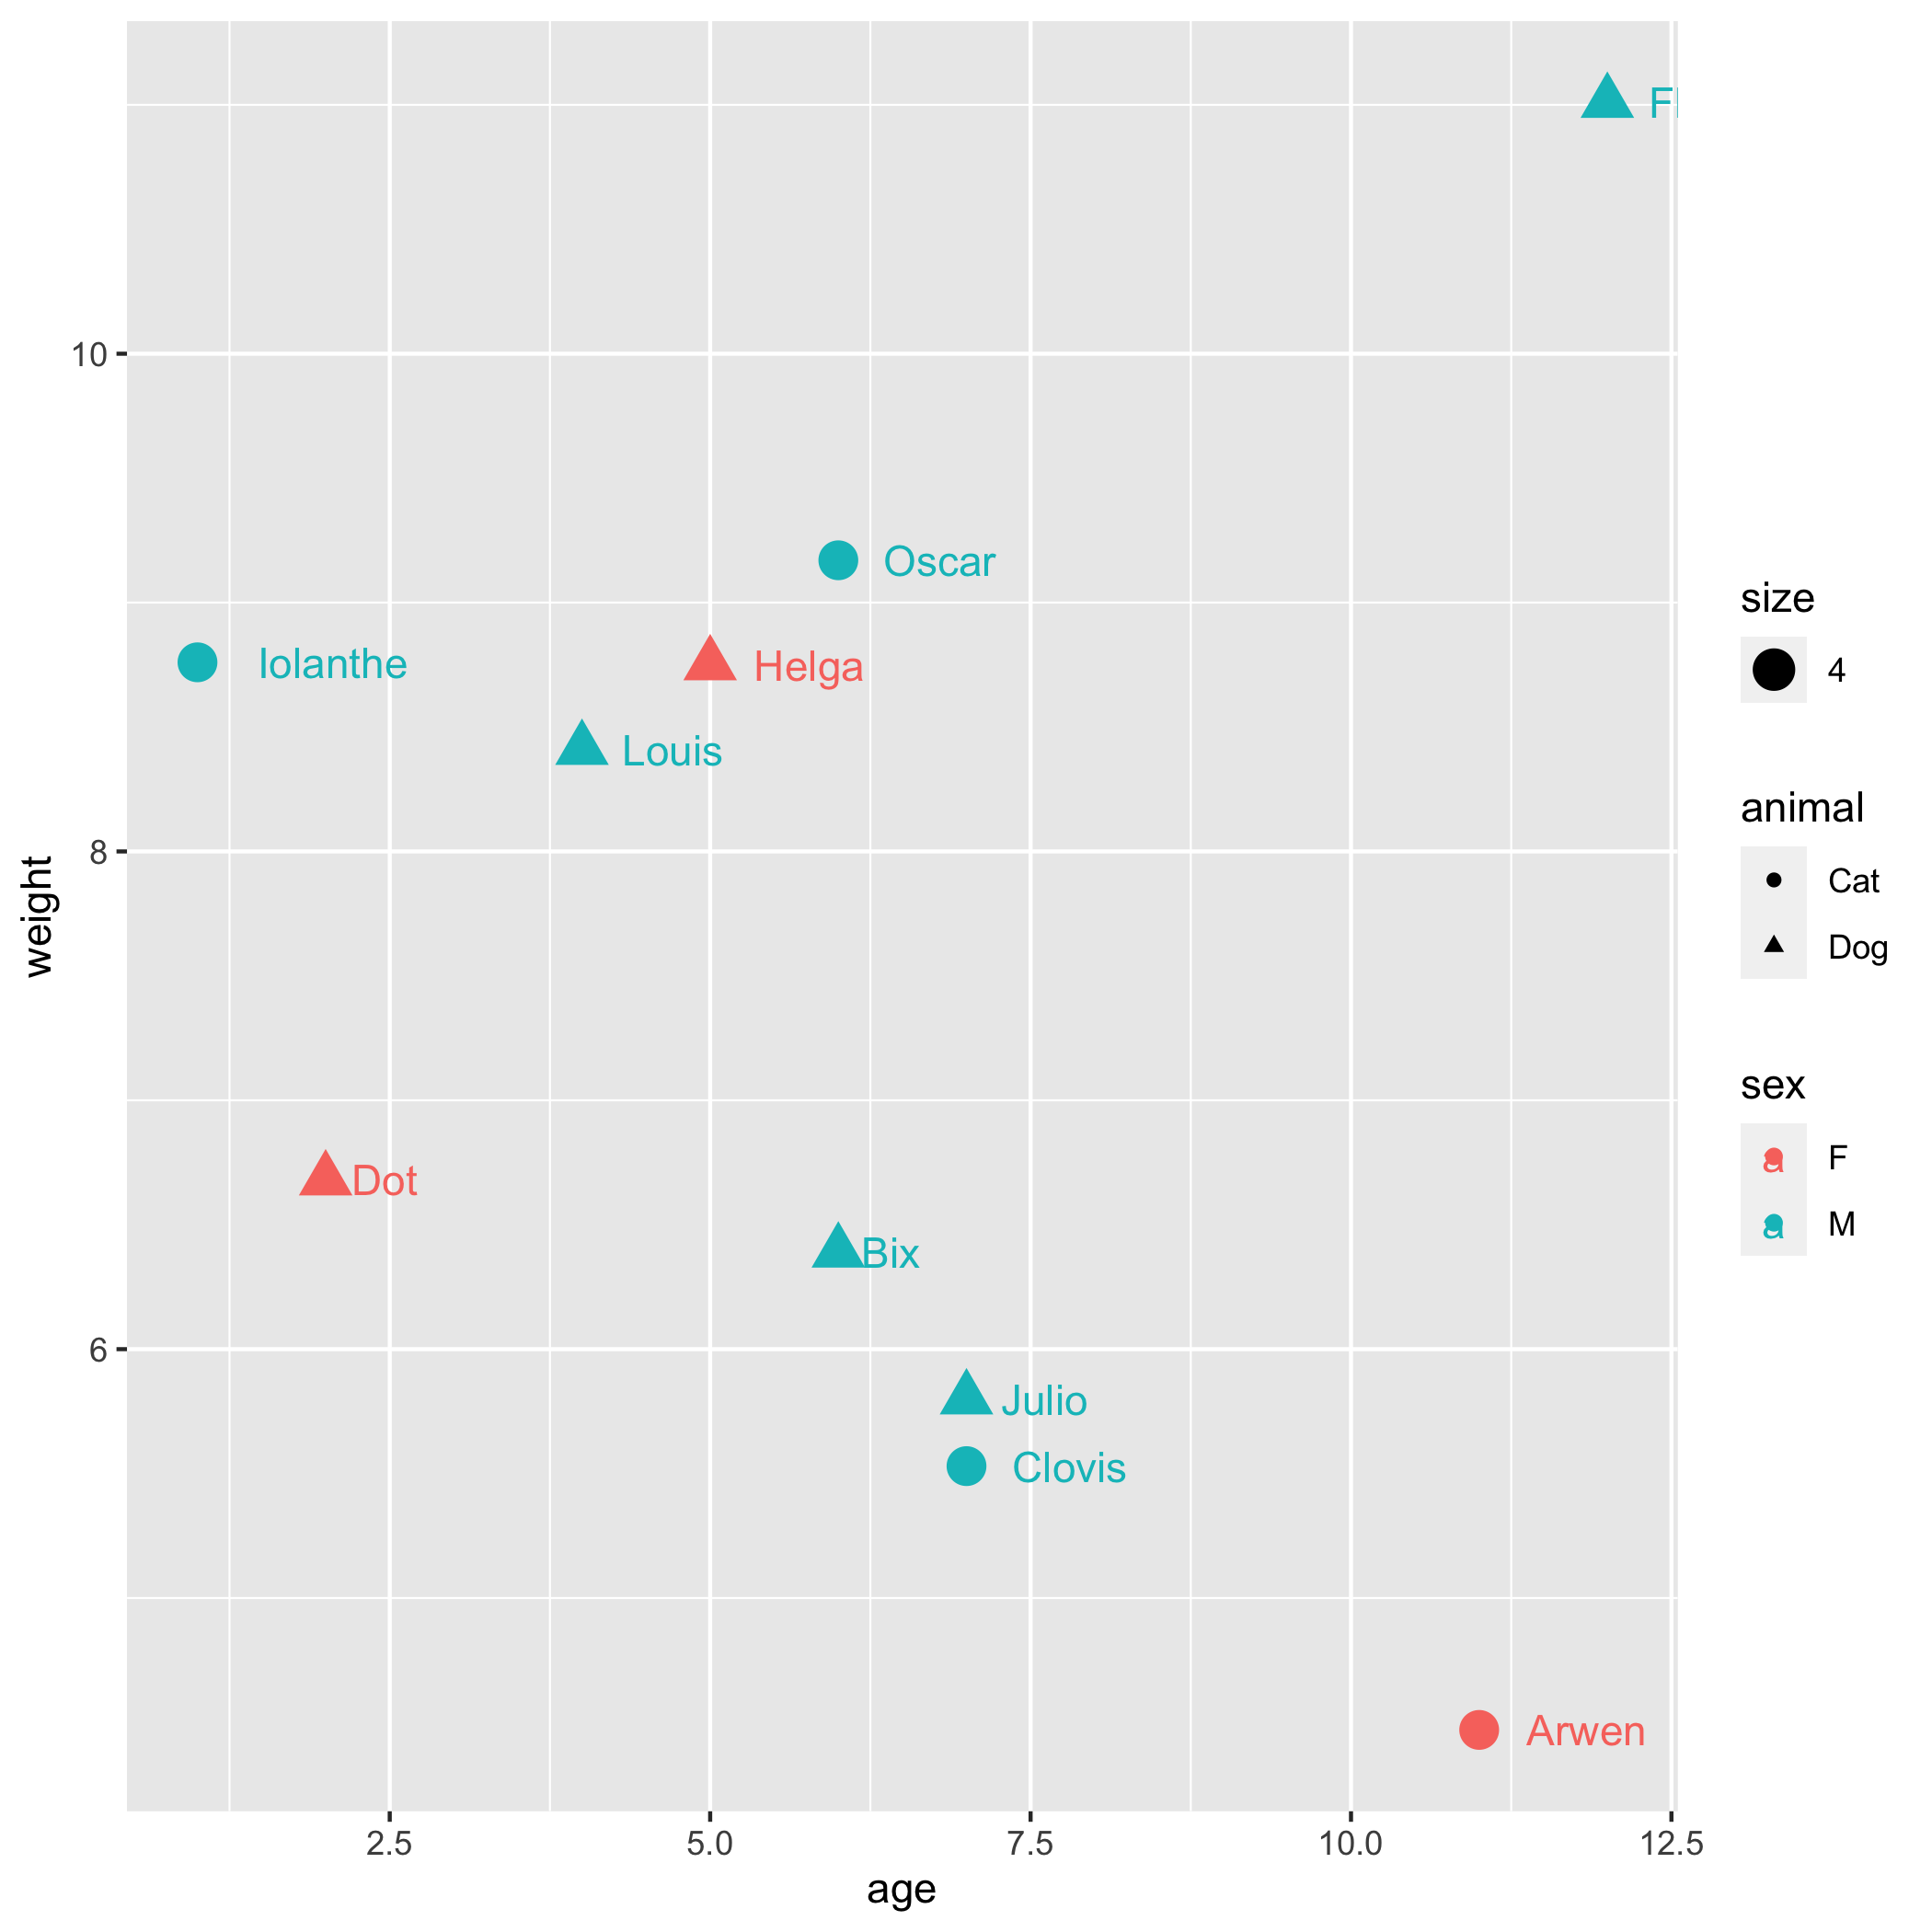 F
10
Oscar
Iolanthe
Helga
Louis
8
Dot
Bix
6
Julio
Clovis
Arwen
2.5
5.0
7.5
10.0
12.5
age
weight
size
4
animal
Cat
Dog
sex
a F
a M